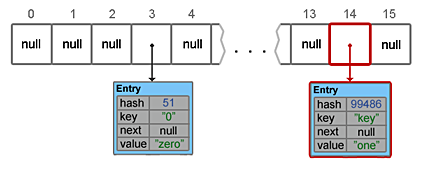 0 1 2 3 4 13 14 15
null null null null . . . null null
Entry
hash 51
key "0"
next null
value "zero"
Entry
hash 99486
key "key"
next null
value "one"